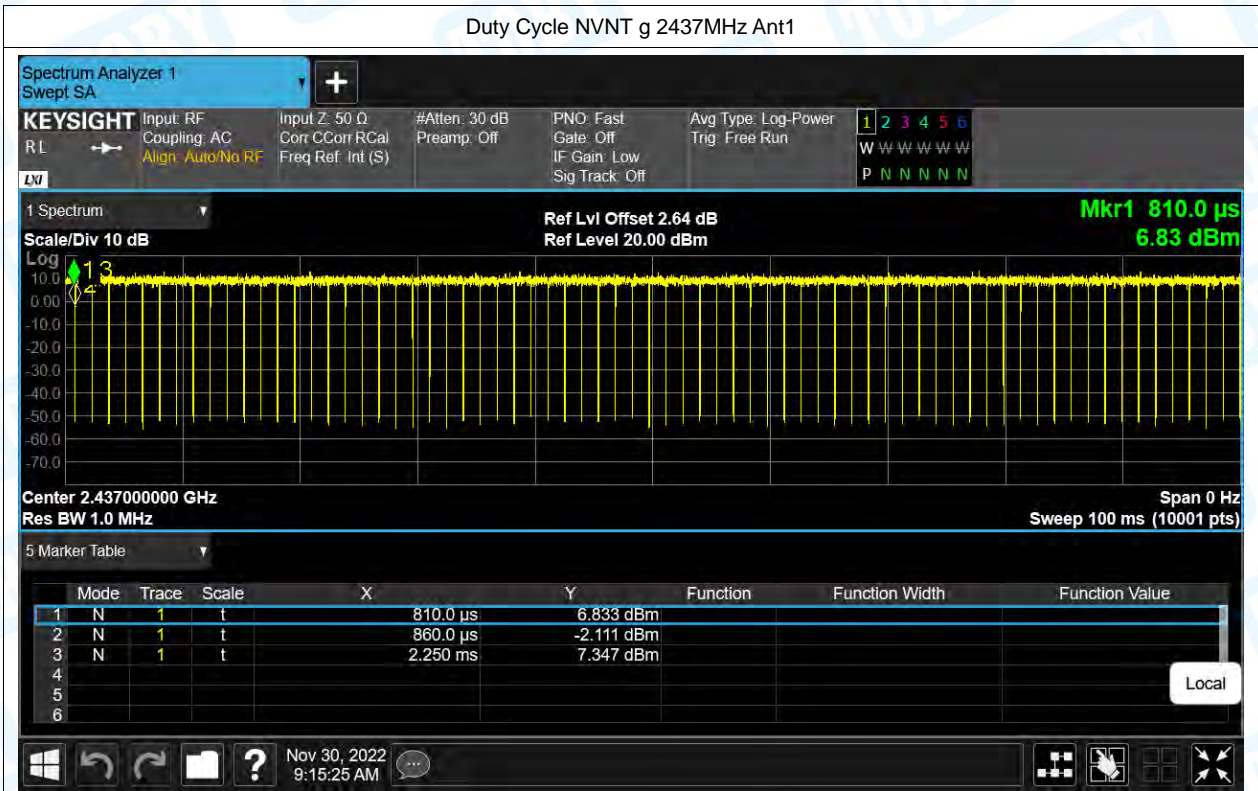 Duty Cycle NVNT g 2437MHz Ant1
Spectrum Analyzer 1
Swept SA
+
KEYSIGHT Input: RF Input Z: 50 Ω #Atten: 30 dB PNO: Fast Avg Type: Log-Power 1 2 3 4 5 6
RL Coupling: AC Corr CCorr RCal Preamp: Off Gate: Off Trig: Free Run W W W W W W
Align: Auto/No RF Freq Ref: Int (S) IF Gain: Low
LXI Sig Track: Off P N N N N N
1 Spectrum Ref Lvl Offset 2.64 dB Mkr1 810.0 µs
Scale/Div 10 dB Ref Level 20.00 dBm 6.83 dBm
Log
1 3
10.0
0.00
-10.0
-20.0
-30.0
-40.0
-50.0
-60.0
-70.0
Center 2.437000000 GHz Span 0 Hz
Res BW 1.0 MHz Sweep 100 ms (10001 pts)
5 Marker Table
Mode Trace Scale X Y Function Function Width Function Value
1 N 1 t 810.0 µs 6.833 dBm
2 N 1 t 860.0 µs -2.111 dBm
3 N 1 t 2.250 ms 7.347 dBm
4
5
6
Local
? Nov 30, 2022
9:15:25 AM